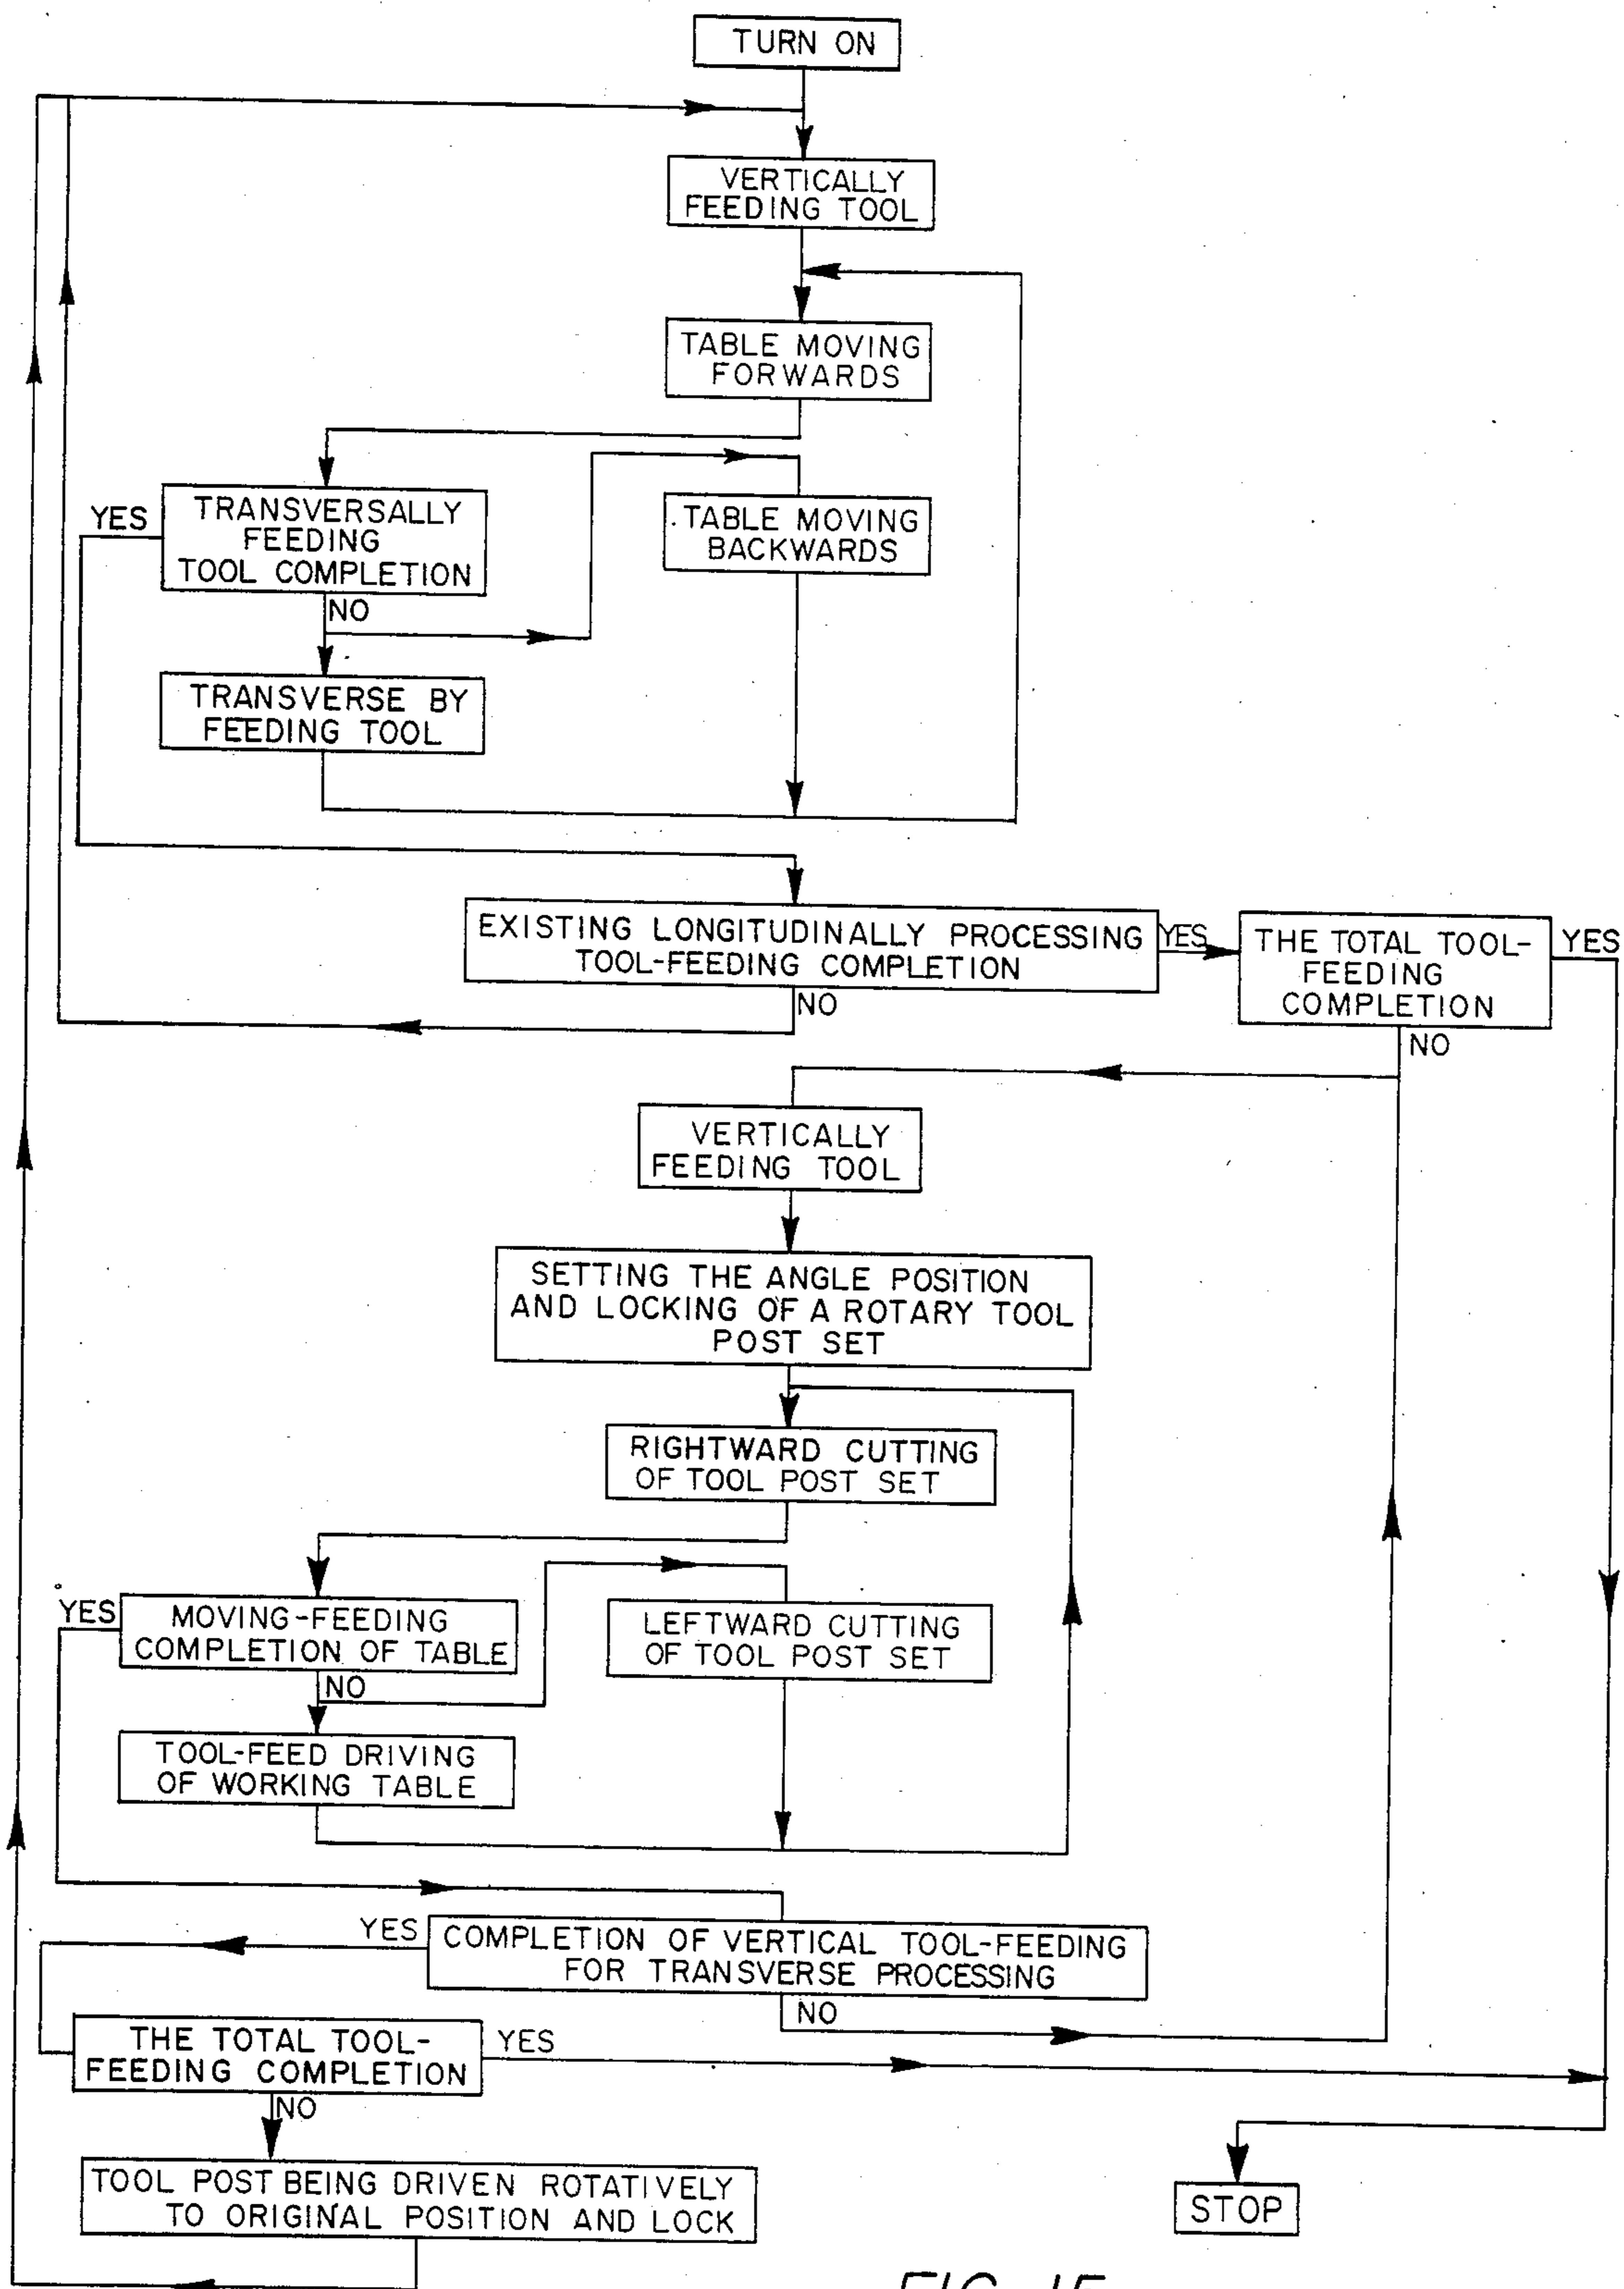 TURN ON
VERTICALLY
FEEDING TOOL
TABLE MOVING
FORWARDS
YES
TRANSVERSALLY
FEEDING
TOOL COMPLETION
TABLE MOVING
BACKWARDS
NO
TRANSVERSE BY
FEEDING TOOL
EXISTING LONGITUDINALLY PROCESSING
TOOL-FEEDING COMPLETION
YES
THE TOTAL TOOL-
FEEDING
COMPLETION
YES
NO
NO
VERTICALLY
FEEDING TOOL
SETTING THE ANGLE POSITION
AND LOCKING OF A ROTARY TOOL
POST SET
RIGHTWARD CUTTING
OF TOOL POST SET
YES
MOVING-FEEDING
COMPLETION OF TABLE
LEFTWARD CUTTING
OF TOOL POST SET
NO
TOOL-FEED DRIVING
OF WORKING TABLE
YES
COMPLETION OF VERTICAL TOOL-FEEDING
FOR TRANSVERSE PROCESSING
NO
THE TOTAL TOOL-
FEEDING COMPLETION
YES
NO
TOOL POST BEING DRIVEN ROTATIVELY
TO ORIGINAL POSITION AND LOCK
STOP